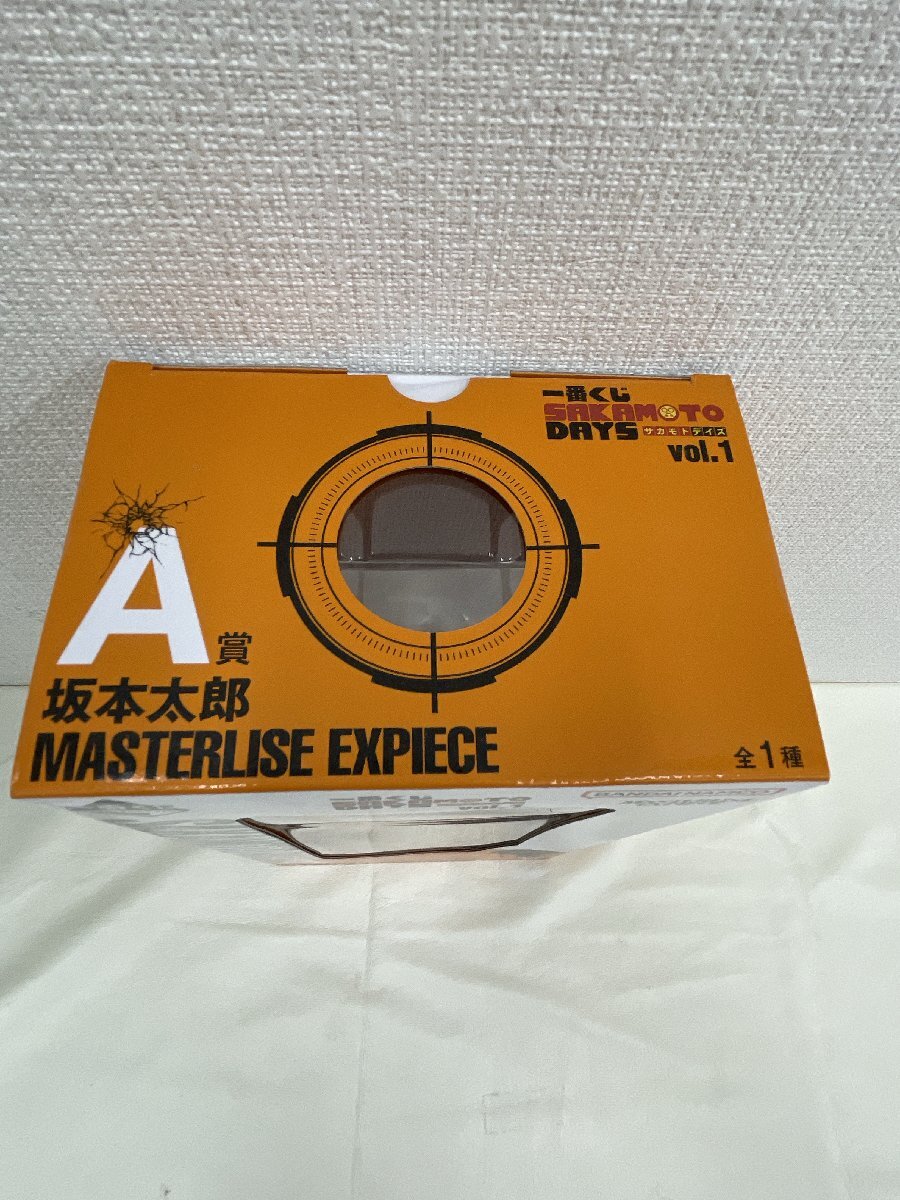 一番くじ
SAKAMOTO
DAYS サカモトデイズ
vol.1
A賞
坂本太郎
MASTERLISE EXPIECE
全1種